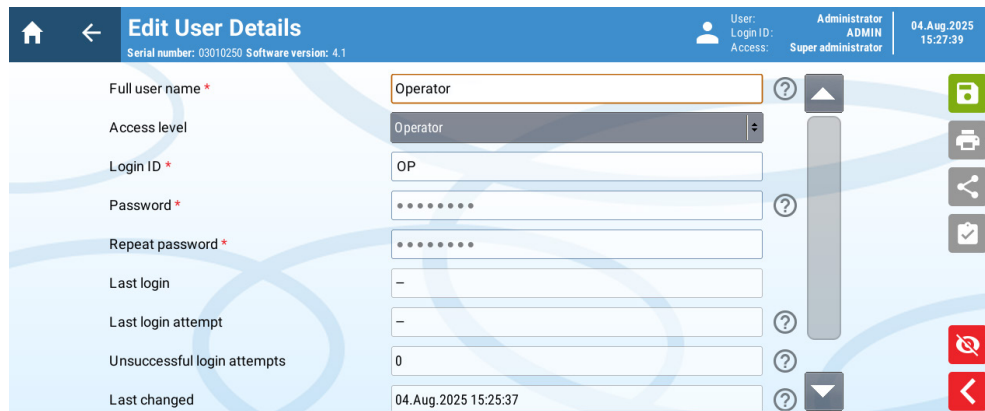 Edit User Details
Serial number: 03010250 Software version: 4.1
User: Administrator
Login ID: ADMIN
Access: Super administrator
04.Aug.2025
15:27:39
Full user name * Operator
Access level Operator
Login ID * OP
Password * ••••••••
Repeat password * ••••••••
Last login –
Last login attempt –
Unsuccessful login attempts 0
Last changed 04.Aug.2025 15:25:37